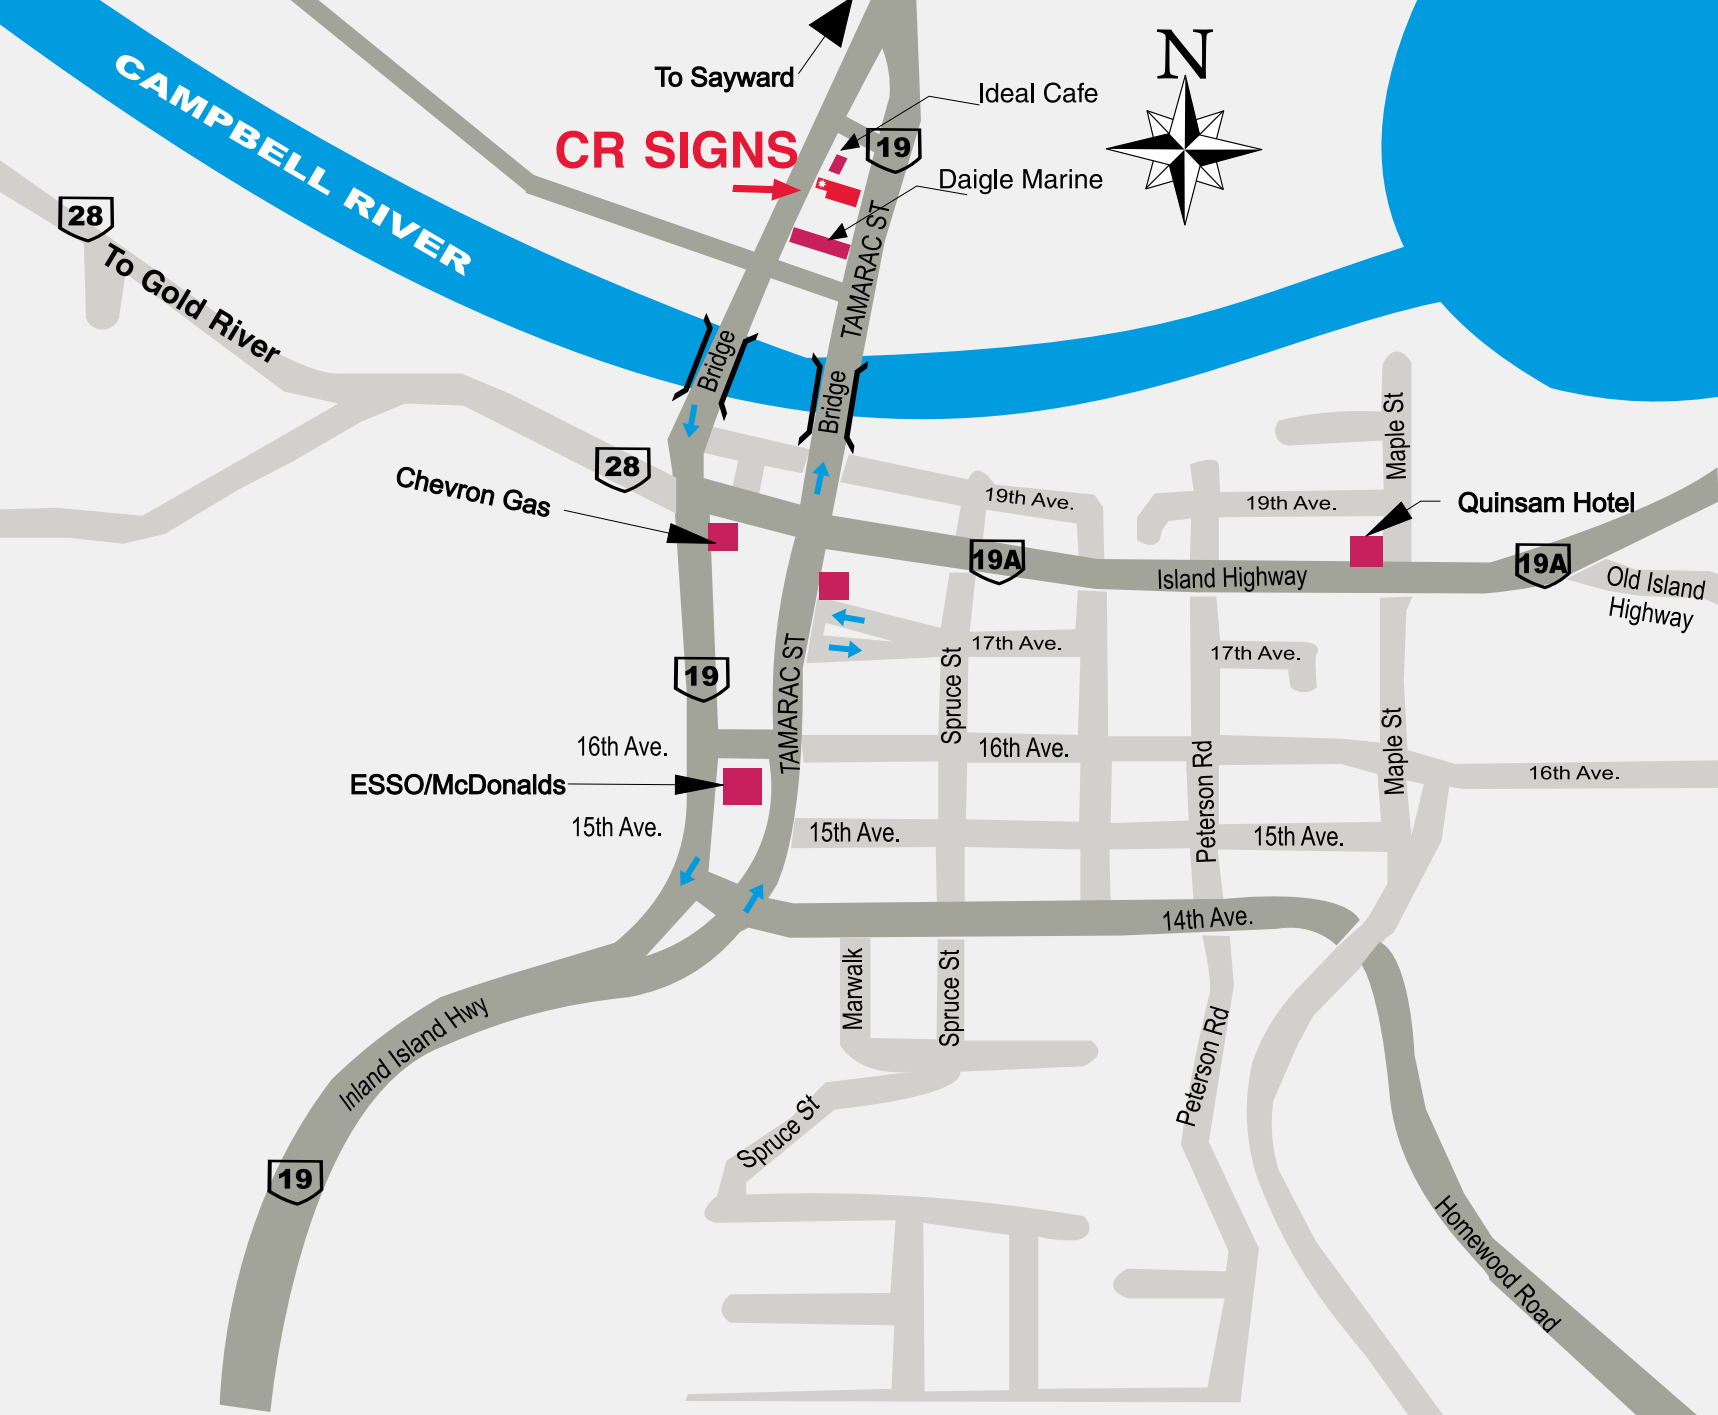 N
To Sayward
Ideal Cafe
CAMPBELL RIVER
CR SIGNS
19
Daigle Marine
28
TAMARAC ST
To Gold River
Bridge
Bridge
Maple St
28
Chevron Gas
19th Ave.
19th Ave.
Quinsam Hotel
19A
19A
Island Highway
Old Island
Highway
17th Ave.
17th Ave.
19
TAMARAC ST
Spruce St
16th Ave.
16th Ave.
Peterson Rd
Maple St
16th Ave.
ESSO/McDonalds
15th Ave.
15th Ave.
15th Ave.
14th Ave.
Marwalk
Spruce St
Inland Island Hwy
Peterson Rd
Spruce St
19
Homewood Road